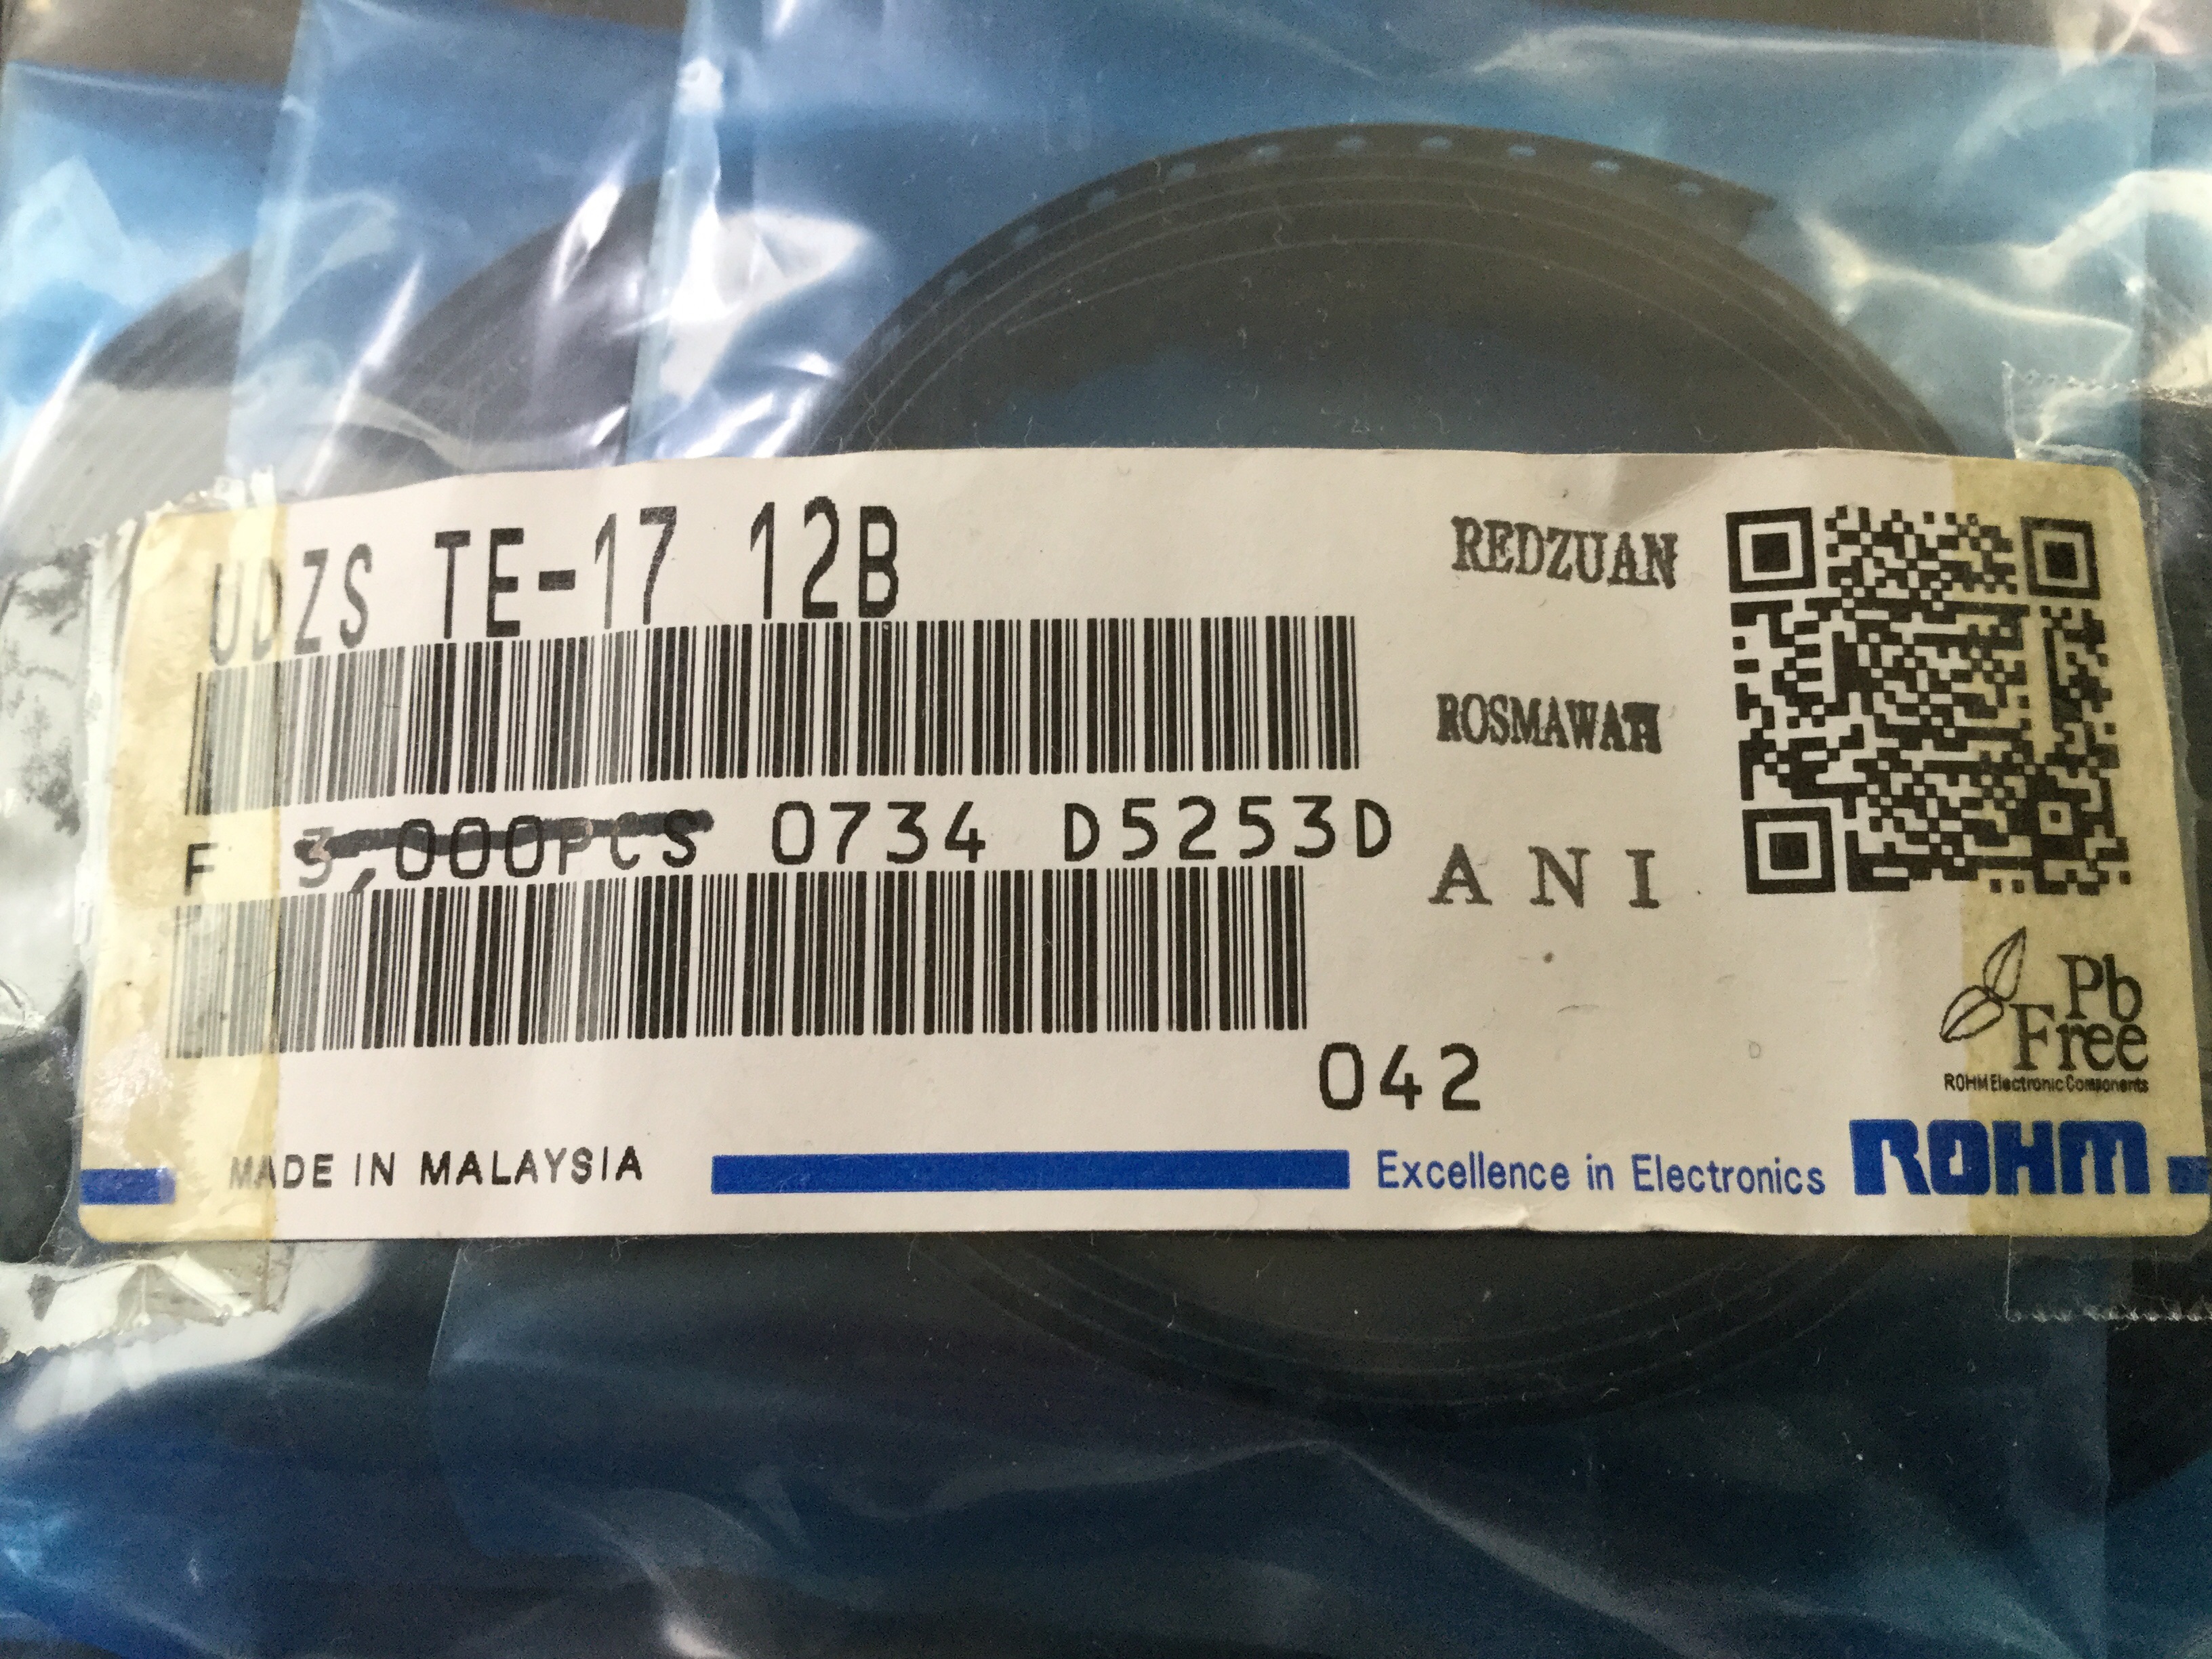 UDZS TE-17 12B
REDZUAN
ROSMAWAH
F 3,000PCS 0734 D5253D
ANI
042
Pb
Free
ROHM Electronic Components
MADE IN MALAYSIA
Excellence in Electronics
ROHM